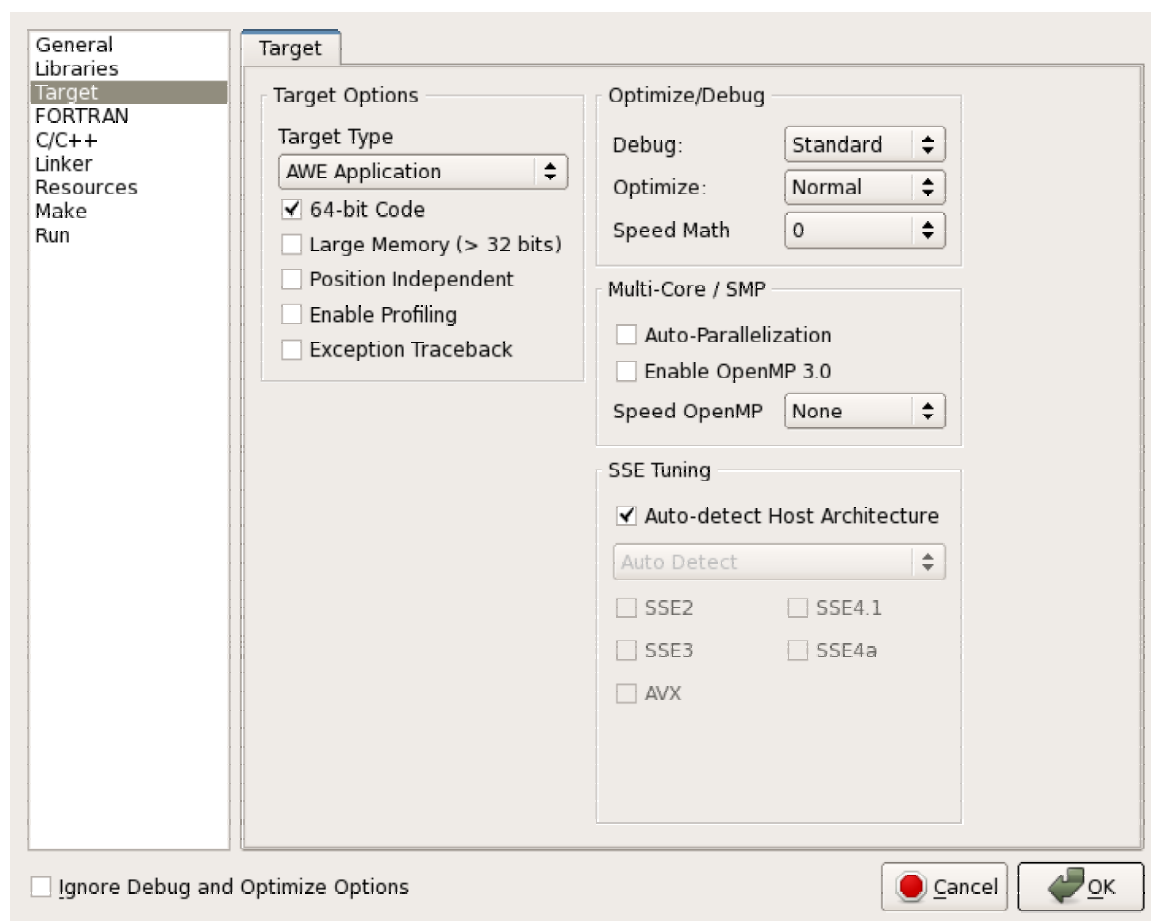 General
Libraries
Target
FORTRAN
C/C++
Linker
Resources
Make
Run
Target
Target Options
Target Type
AWE Application
64-bit Code
Large Memory (> 32 bits)
Position Independent
Enable Profiling
Exception Traceback
Optimize/Debug
Debug: Standard
Optimize: Normal
Speed Math 0
Multi-Core / SMP
Auto-Parallelization
Enable OpenMP 3.0
Speed OpenMP None
SSE Tuning
Auto-detect Host Architecture
Auto Detect
SSE2 SSE4.1
SSE3 SSE4a
AVX
Ignore Debug and Optimize Options
Cancel OK